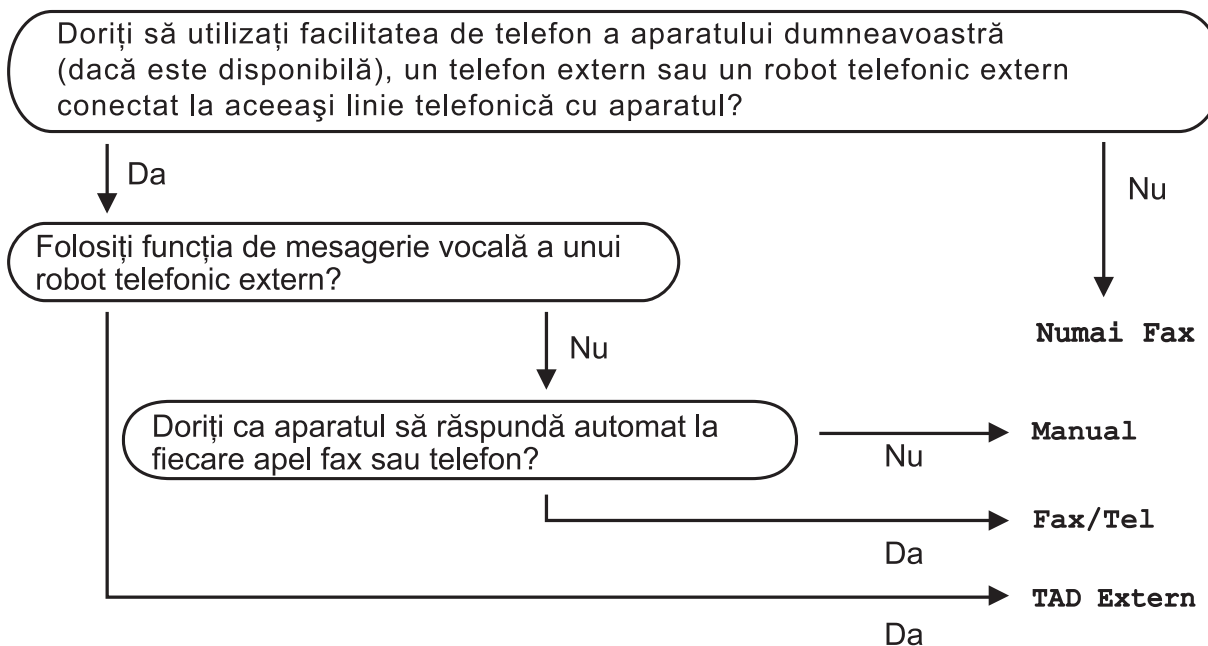 Doriți să utilizați facilitatea de telefon a aparatului dumneavoastră
(dacă este disponibilă), un telefon extern sau un robot telefonic extern
conectat la aceeaşi linie telefonică cu aparatul?
Da
Nu
Folosiți funcția de mesagerie vocală a unui
robot telefonic extern?
Numai Fax
Nu
Doriți ca aparatul să răspundă automat la
fiecare apel fax sau telefon?
Manual
Nu
Fax/Tel
Da
TAD Extern
Da